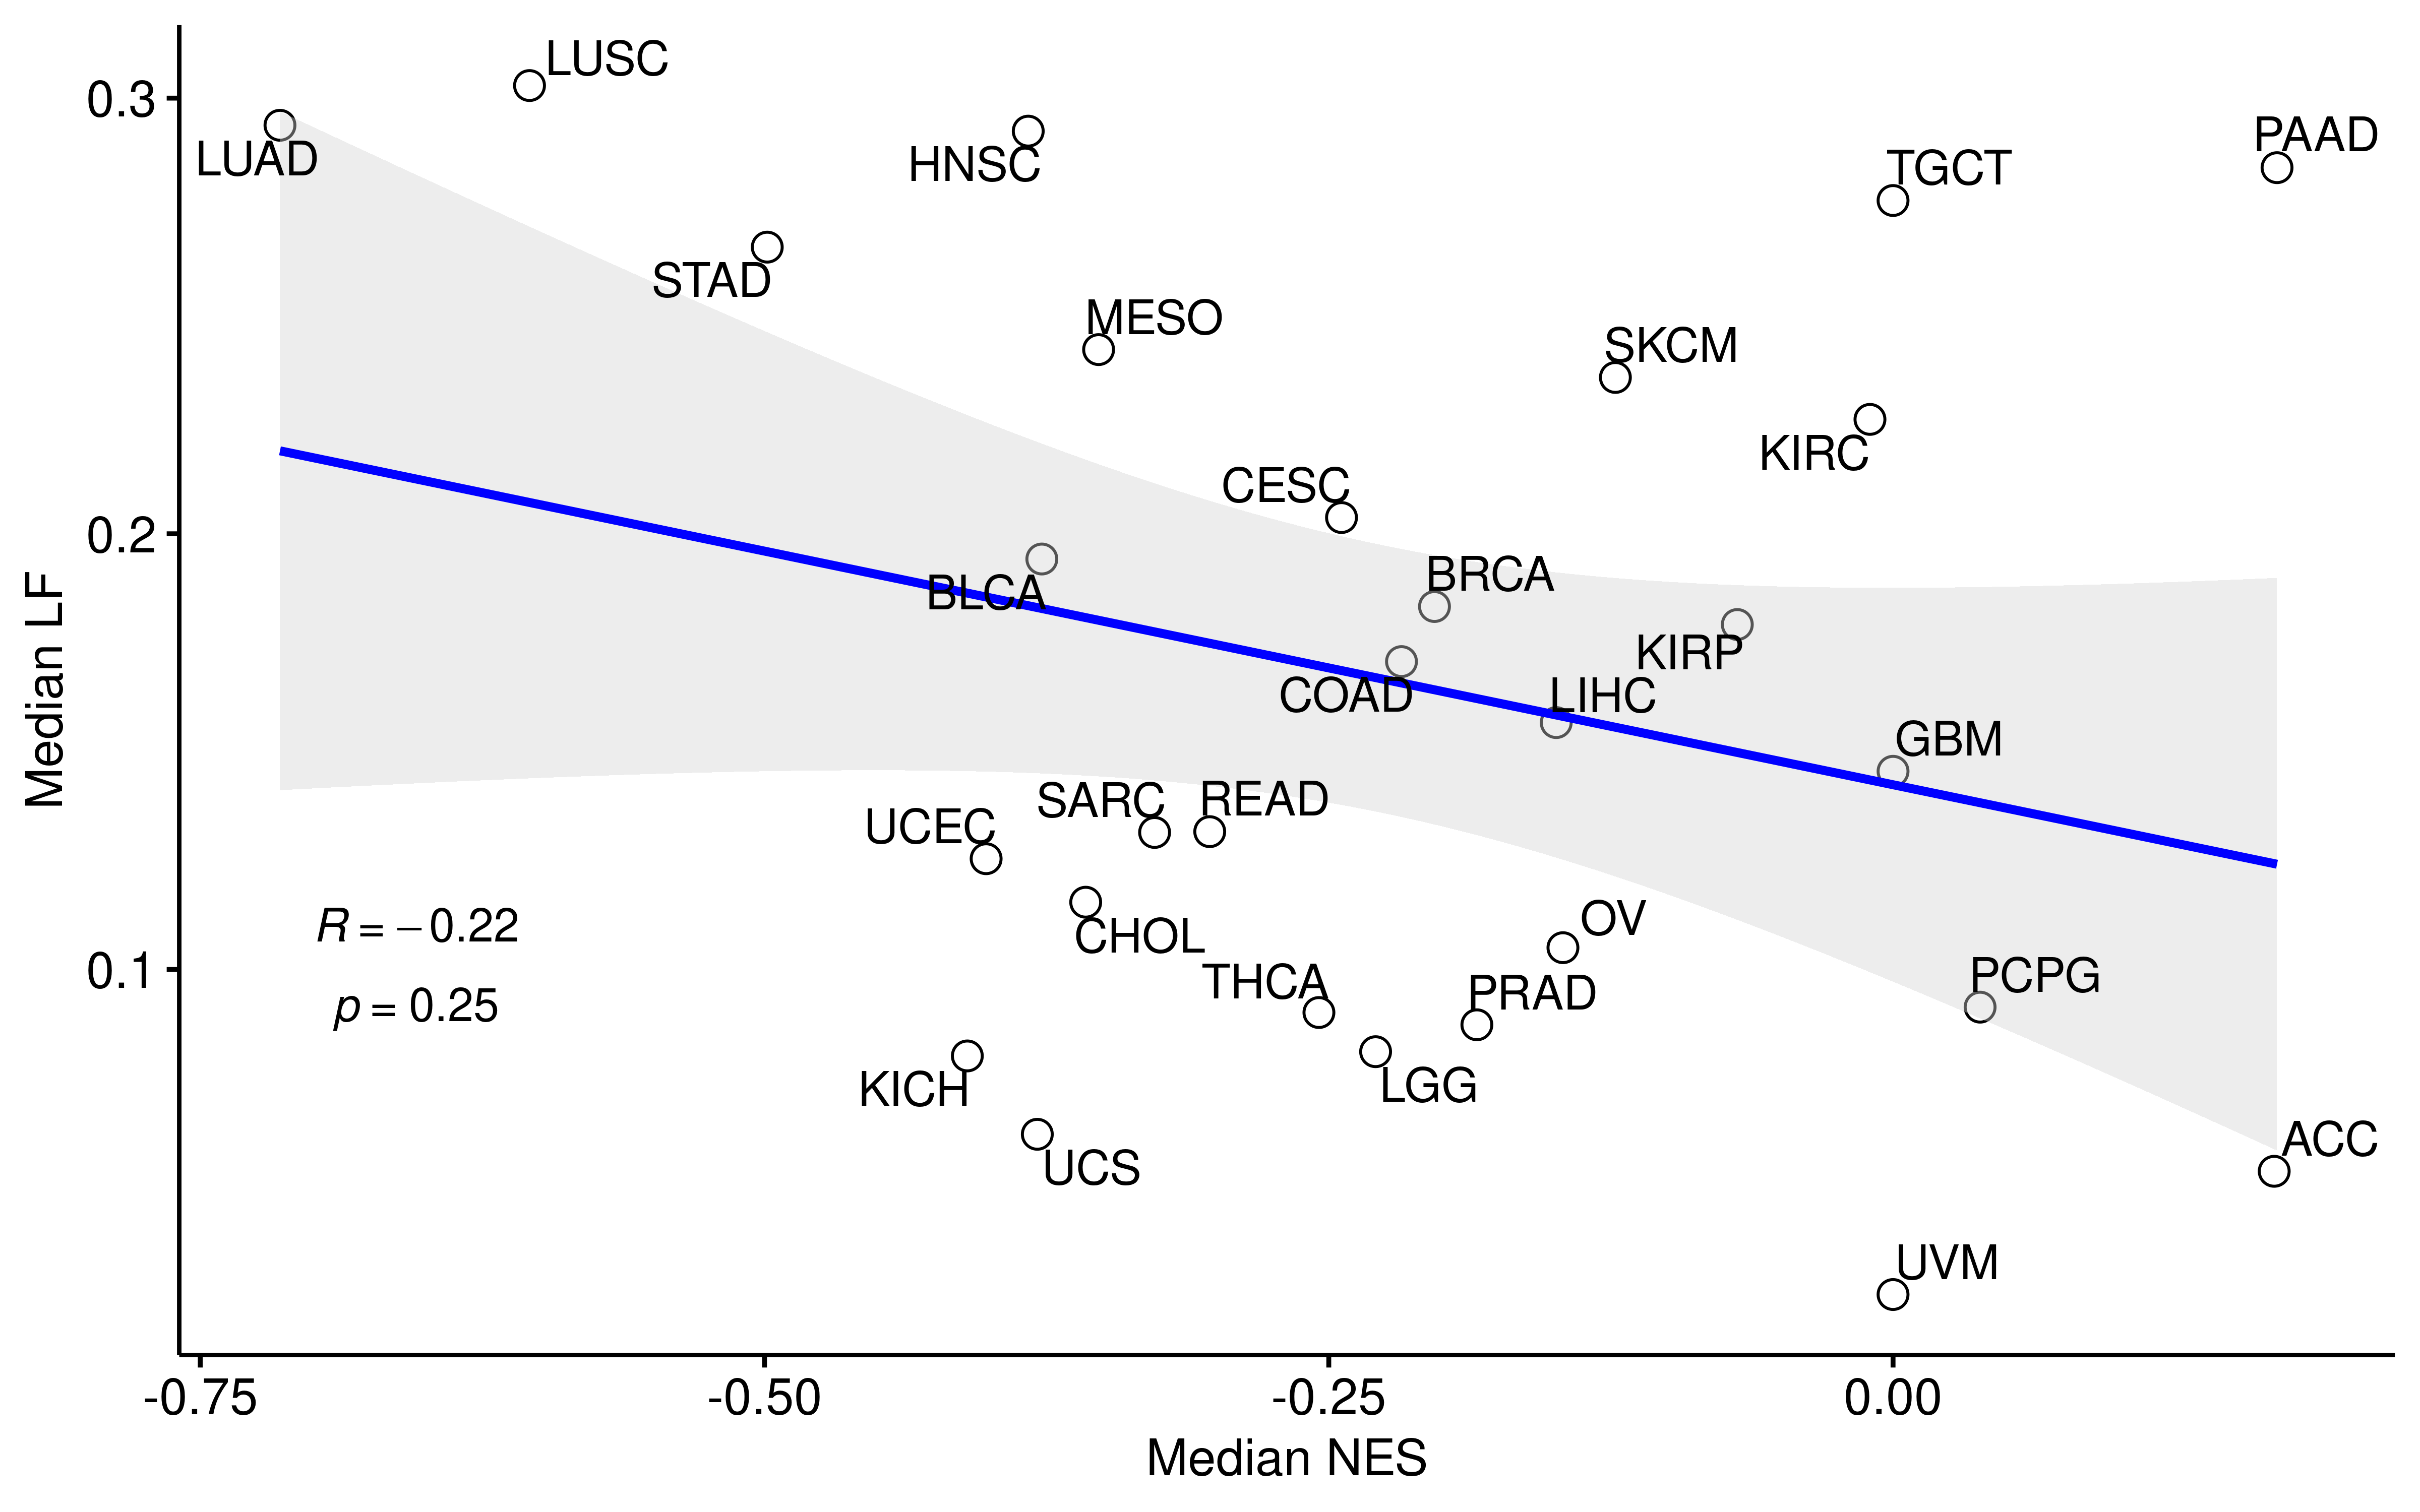 LUSC
0.3
LUAD
HNSC
PAAD
TGCT
STAD
MESO
SKCM
KIRC
CESC
0.2
BRCA
BLCA
KIRP
COAD
LIHC
GBM
SARC
READ
UCEC
R = −0.22
CHOL
OV
0.1
THCA
PCPG
PRAD
p = 0.25
KICH
LGG
UCS
ACC
UVM
Median LF
-0.75
-0.50
-0.25
0.00
Median NES